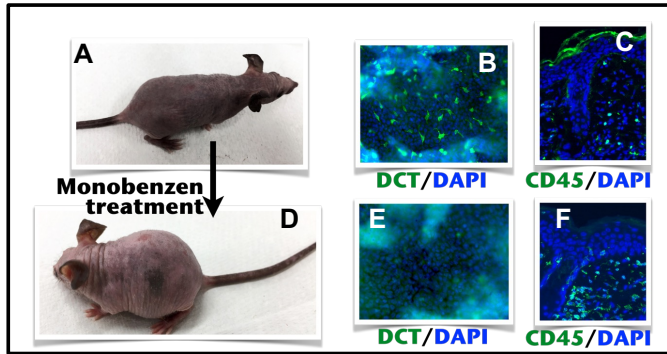 A
B
C
DCT/DAPI
CD45/DAPI
Monobenzen
treatment
D
E
F
DCT/DAPI
CD45/DAPI